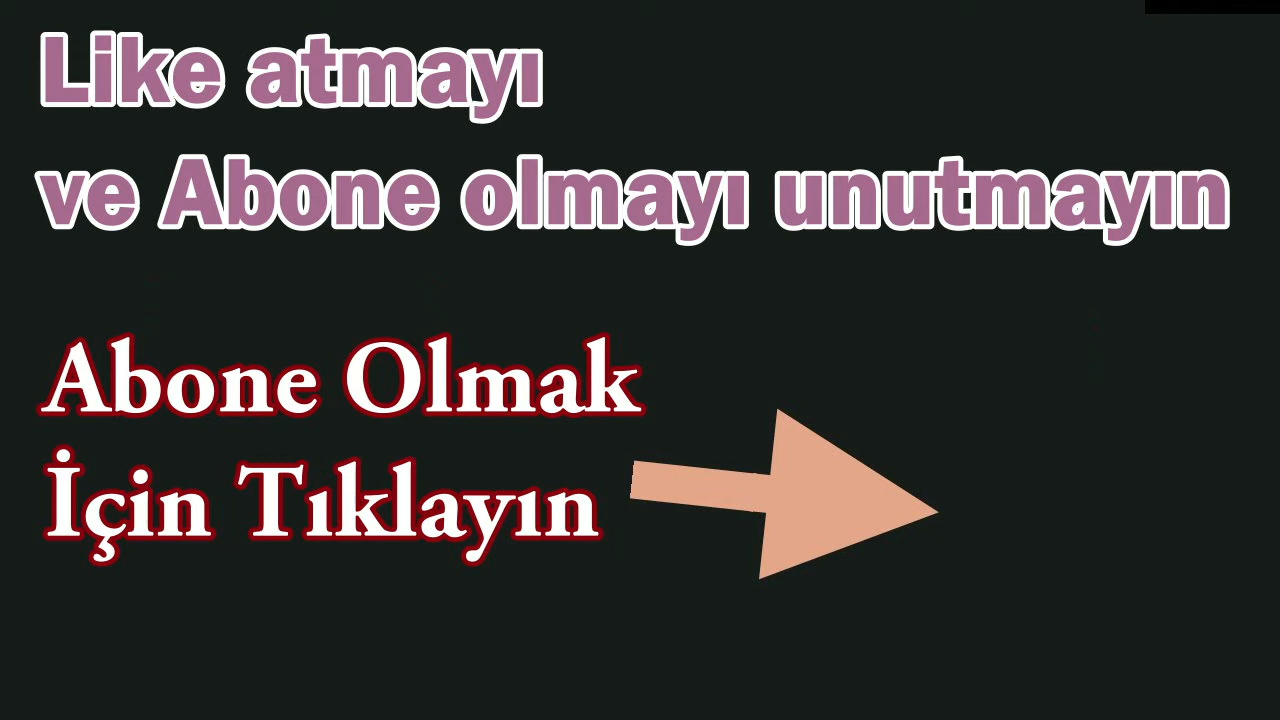 Like atmayı
ve Abone olmayı unutmayın
Abone Olmak
İçin Tıklayın